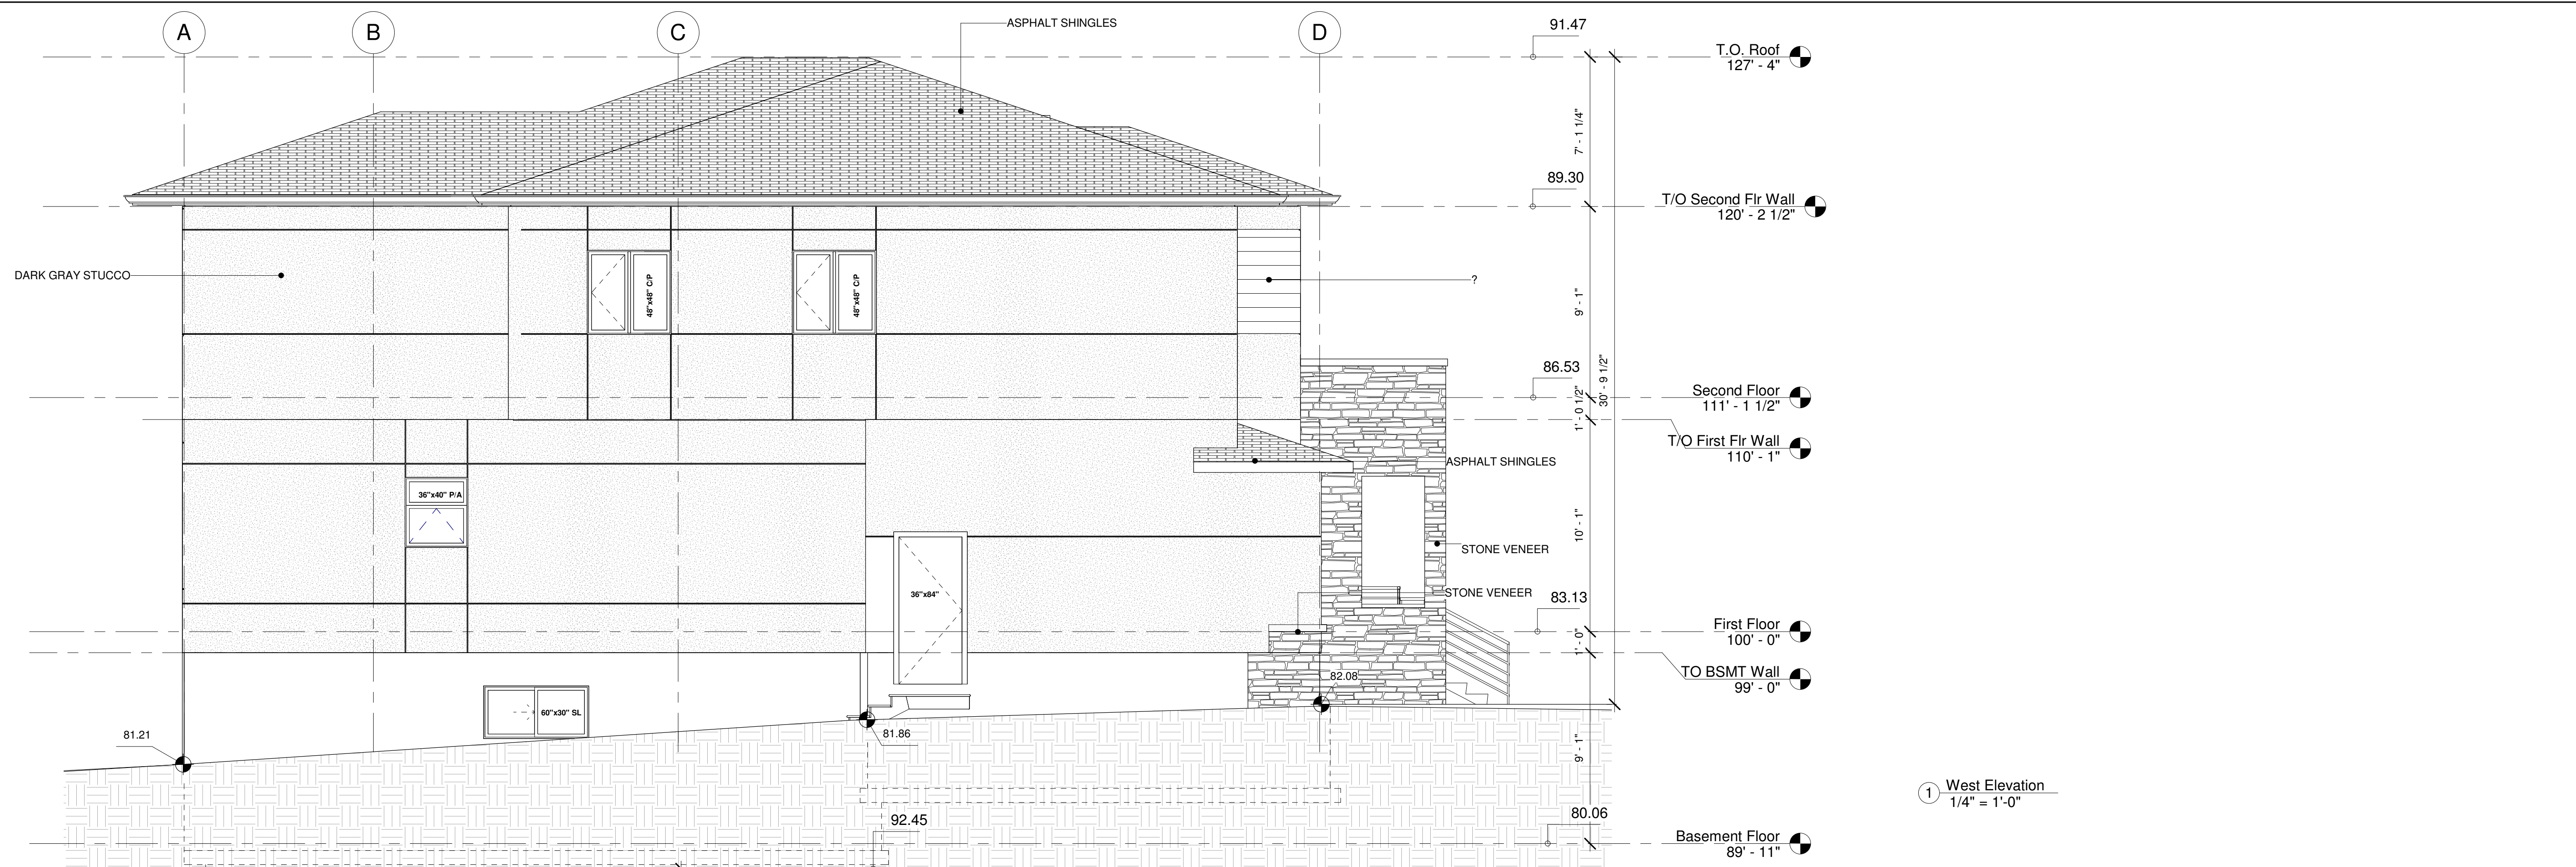 A
B
C
D
ASPHALT SHINGLES
91.47
T.O. Roof
127' - 4"
7' - 1 1/4"
89.30
T/O Second Flr Wall
120' - 2 1/2"
DARK GRAY STUCCO
48"x48" C/P
48"x48" C/P
?
9' - 1"
30' - 9 1/2"
86.53
Second Floor
111' - 1 1/2"
1' - 0 1/2"
T/O First Flr Wall
110' - 1"
ASPHALT SHINGLES
36"x40" P/A
10' - 1"
STONE VENEER
36"x84"
STONE VENEER
83.13
First Floor
100' - 0"
1' - 0"
TO BSMT Wall
99' - 0"
82.08
60"x30" SL
81.21
81.86
9' - 1"
1
West Elevation
1/4" = 1'-0"
92.45
80.06
Basement Floor
89' - 11"